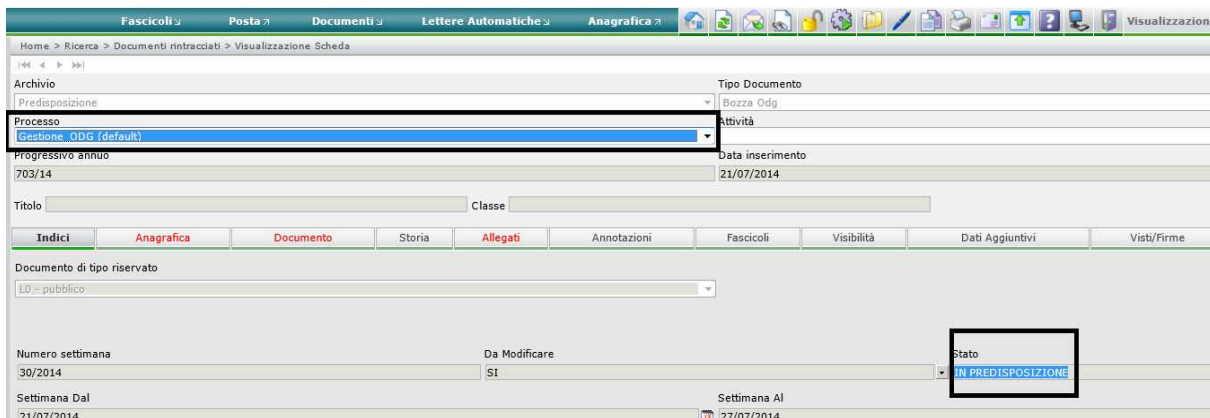 Fascicoli Posta Documenti Lettere Automatiche Anagrafica Visualizzazion
Home > Ricerca > Documenti rintracciati > Visualizzazione Scheda
Archivio Tipo Documento
Predisposizione Bozza Odg
Processo Attività
Gestione ODG (default)
Progressivo annuo Data inserimento
703/14 21/07/2014
Titolo Classe
Indici Anagrafica Documento Storia Allegati Annotazioni Fascicoli Visibilità Dati Aggiuntivi Visti/Firme
Documento di tipo riservato
L0 - pubblico
Numero settimana Da Modificare Stato
30/2014 SI IN PREDISPOSIZIONE
Settimana Dal Settimana Al
21/07/2014 27/07/2014